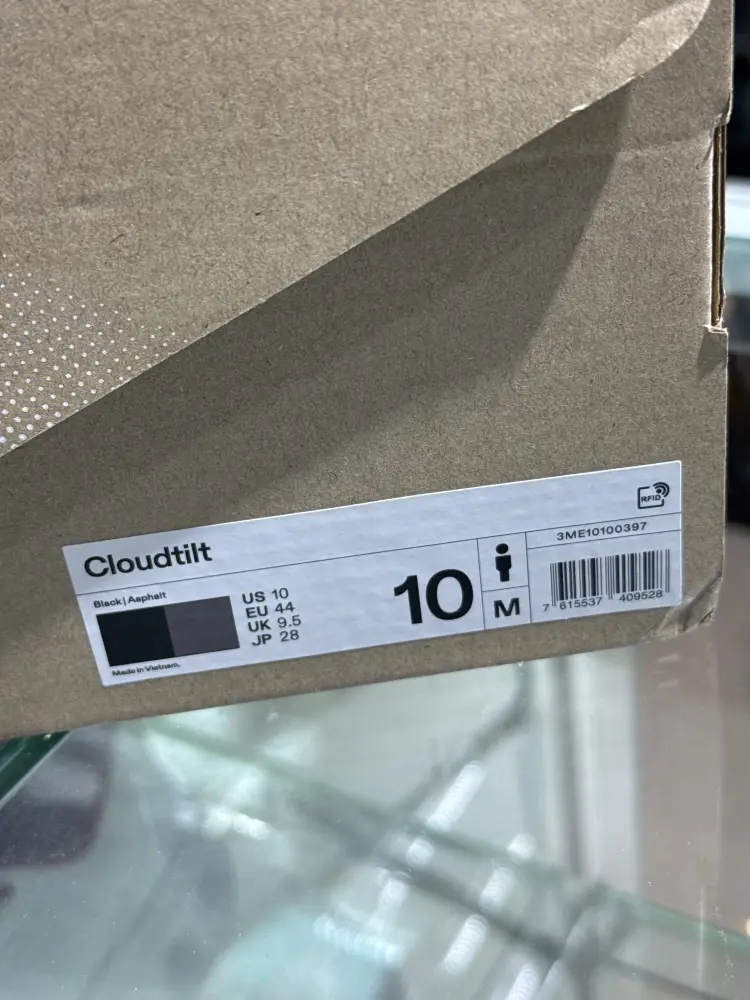 RFID
3ME10100397
Cloudtilt
Black | Asphalt
US 10
EU 44
UK 9.5
JP 28
10
M
7 615537 409528
Made in Vietnam.